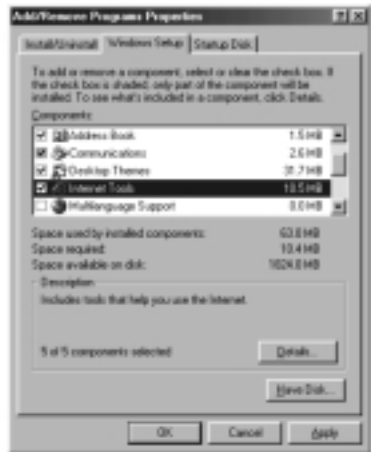 Add/Remove Programs Properties
Install/Uninstall Windows Setup Startup Disk
To add or remove a component, select or clear the check box. If
the check box is shaded, only part of the component will be
installed. To see what's included in a component, click Details.
Components:
Address Book 1.5 MB
Communications 2.6 MB
Desktop Themes 31.7 MB
Internet Tools 18.5 MB
Multilanguage Support 0.0 MB
Space used by installed components: 63.8 MB
Space required: 10.4 MB
Space available on disk: 1824.8 MB
Description
Includes tools that help you use the Internet.
5 of 5 components selected
Details...
Have Disk...
OK Cancel Apply